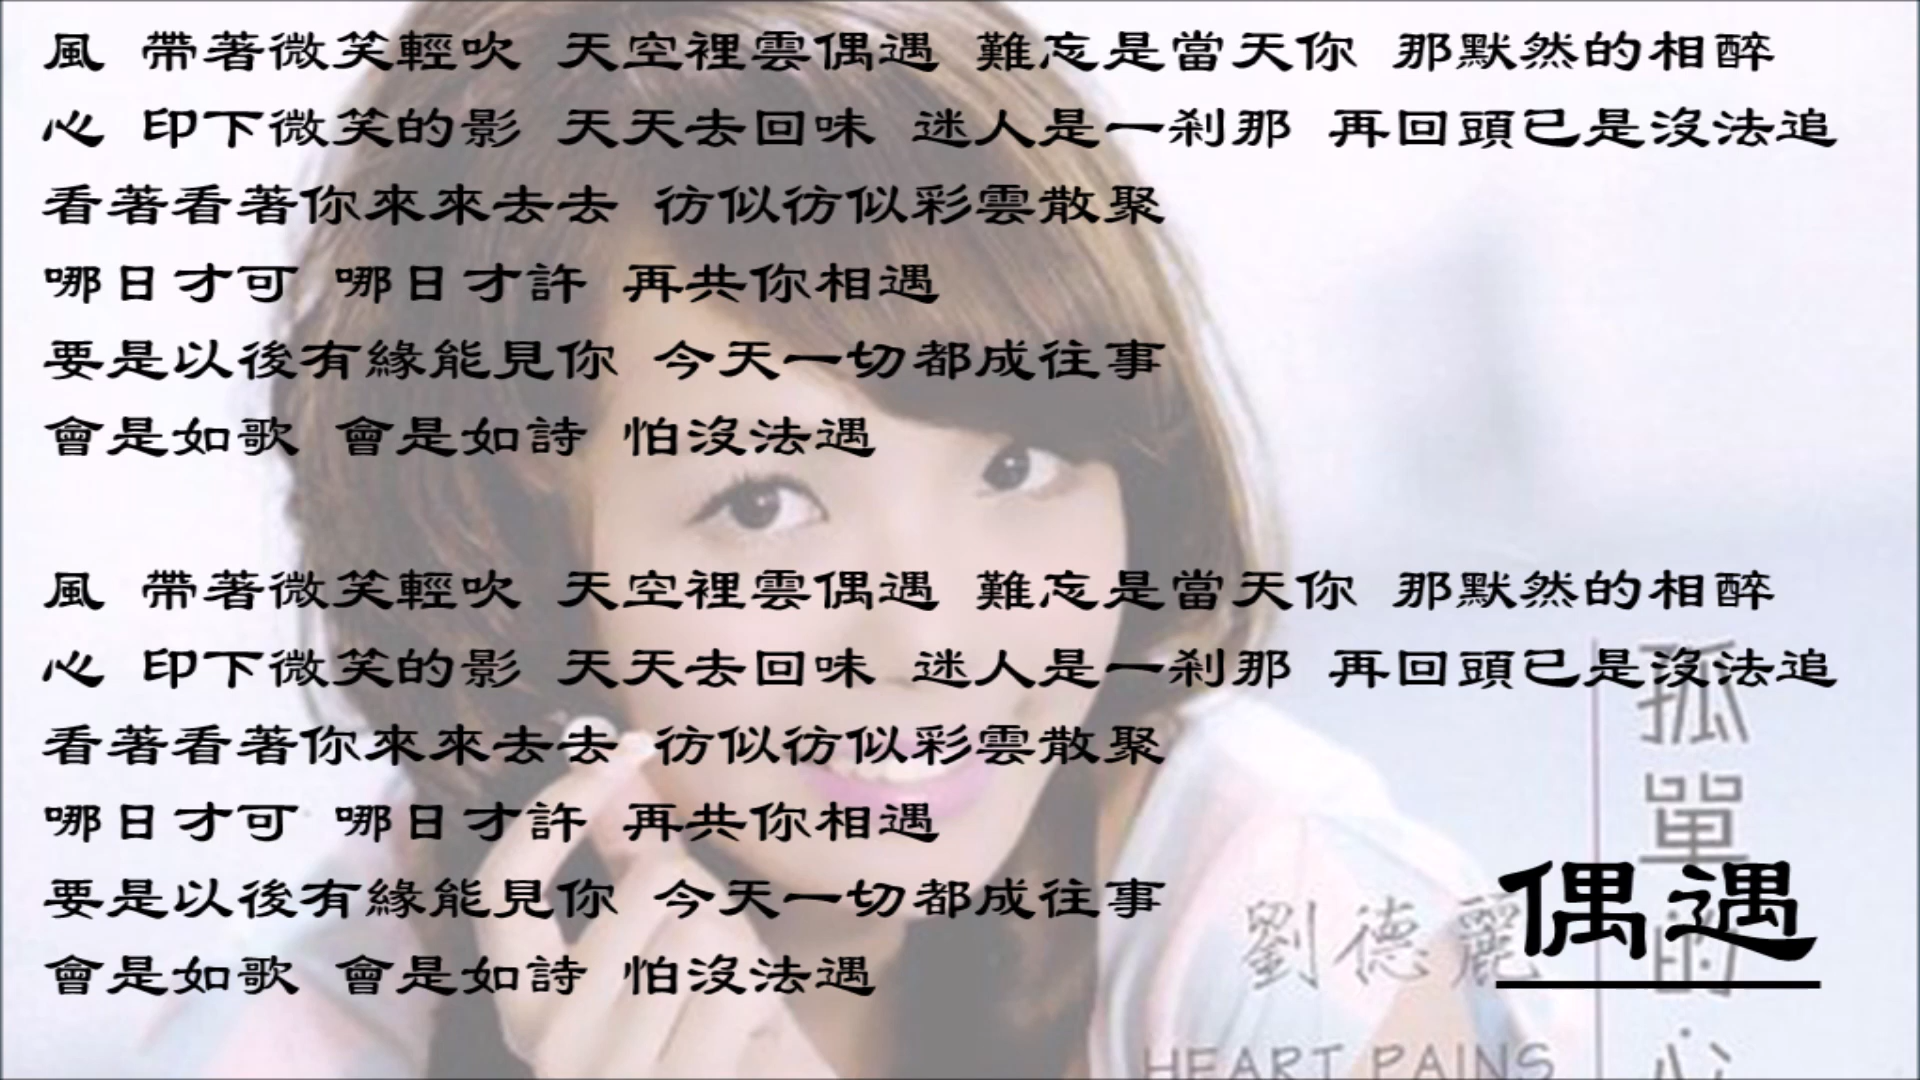 風 帶著微笑輕吹 天空裡雲偶遇 難忘是當天你 那默然的相醉
心 印下微笑的影 天天去回味 迷人是一剎那 再回頭已是沒法追
看著看著你來來去去 彷似彷似彩雲散聚
哪日才可 哪日才許 再共你相遇
要是以後有緣能見你 今天一切都成往事
會是如歌 會是如詩 怕沒法遇
風 帶著微笑輕吹 天空裡雲偶遇 難忘是當天你 那默然的相醉
心 印下微笑的影 天天去回味 迷人是一剎那 再回頭已是沒法追
看著看著你來來去去 彷似彷似彩雲散聚
哪日才可 哪日才許 再共你相遇
要是以後有緣能見你 今天一切都成往事
會是如歌 會是如詩 怕沒法遇
偶遇
孤單的心
劉德麗
HEART PAINS